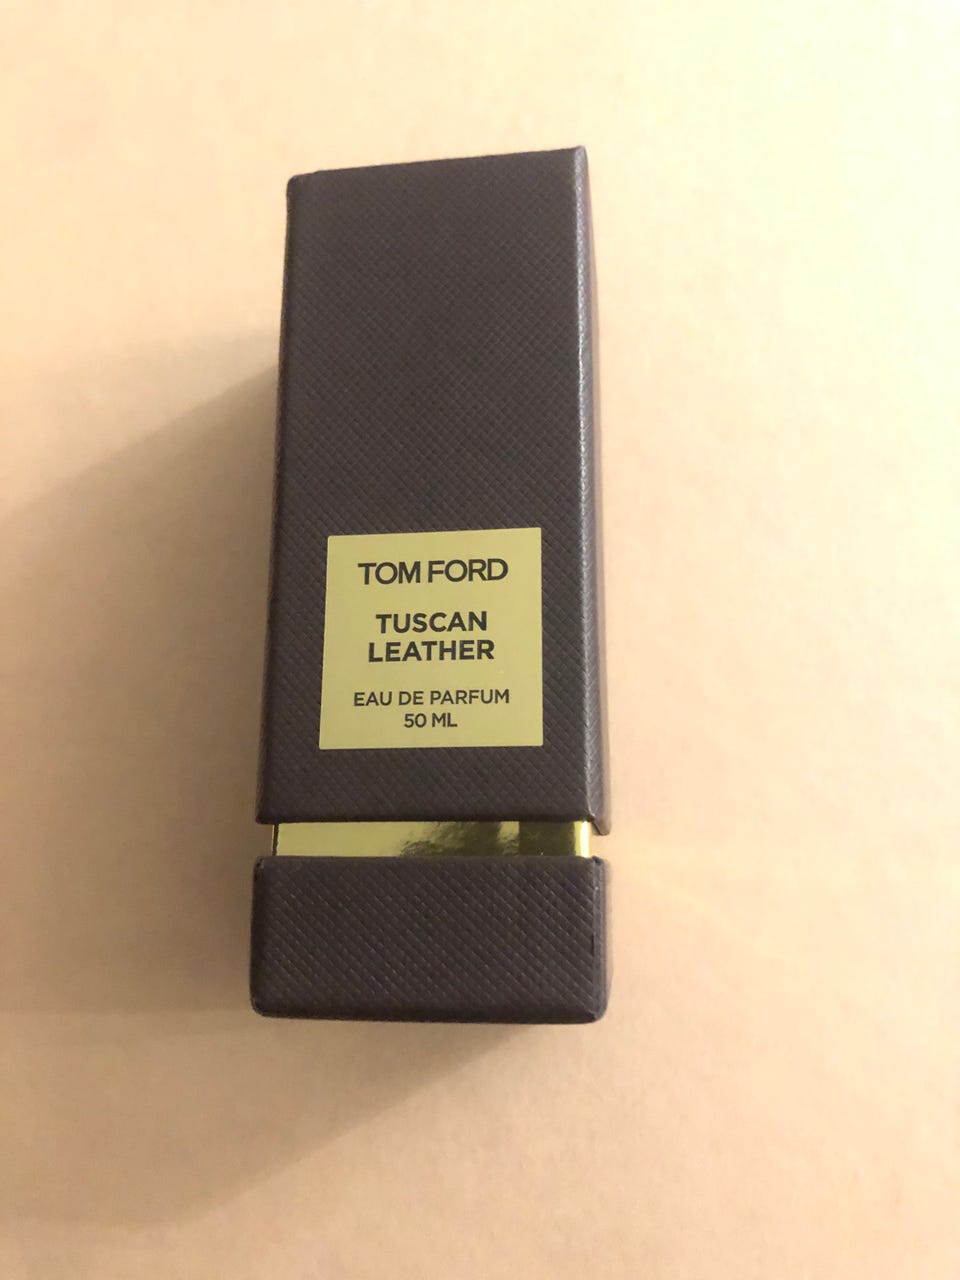 TOM FORD
TUSCAN
LEATHER
EAU DE PARFUM
50 ML